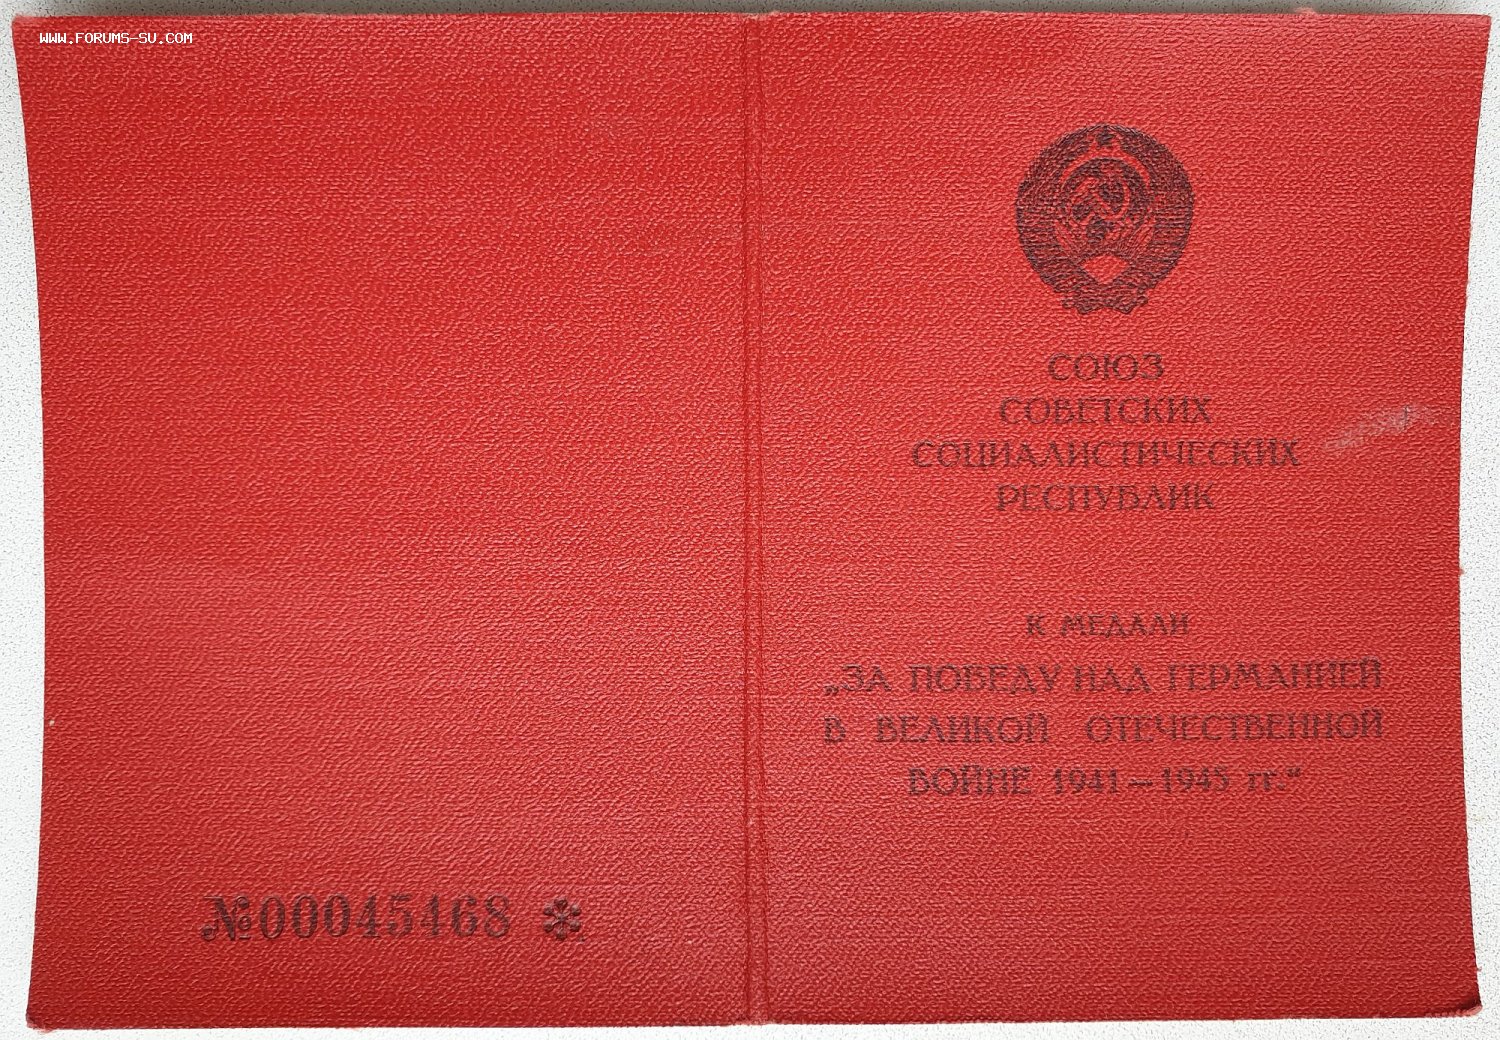 WWW.FORUMS-SU.COM
СОЮЗ
СОВЕТСКИХ
СОЦИАЛИСТИЧЕСКИХ
РЕСПУБЛИК
К МЕДАЛИ
„ЗА ПОБЕДУ НАД ГЕРМАНИЕЙ
В ВЕЛИКОЙ ОТЕЧЕСТВЕННОЙ
ВОЙНЕ 1941—1945 гг.“
№00045468 *